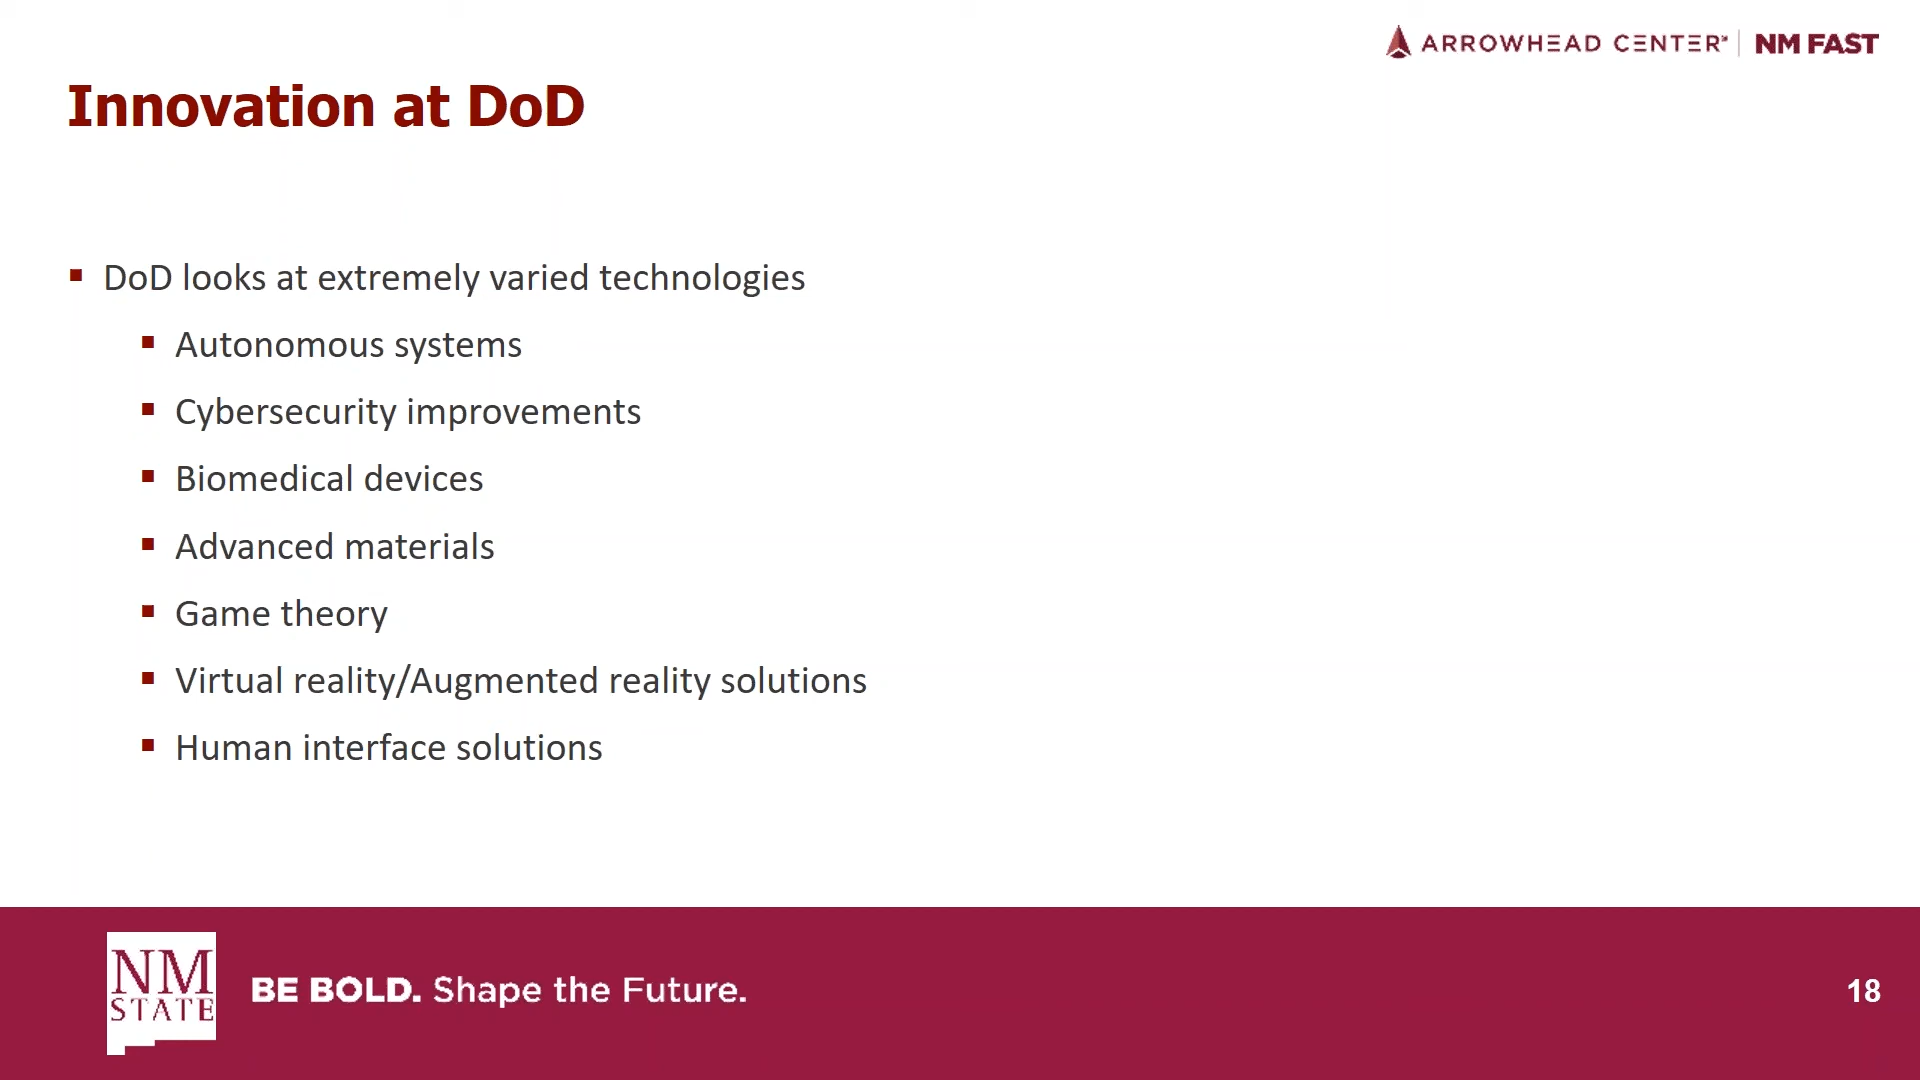 ARROWHEAD CENTER | NM FAST
Innovation at DoD
▪ DoD looks at extremely varied technologies
▪ Autonomous systems
▪ Cybersecurity improvements
▪ Biomedical devices
▪ Advanced materials
▪ Game theory
▪ Virtual reality/Augmented reality solutions
▪ Human interface solutions
NM
STATE
BE BOLD. Shape the Future.
18